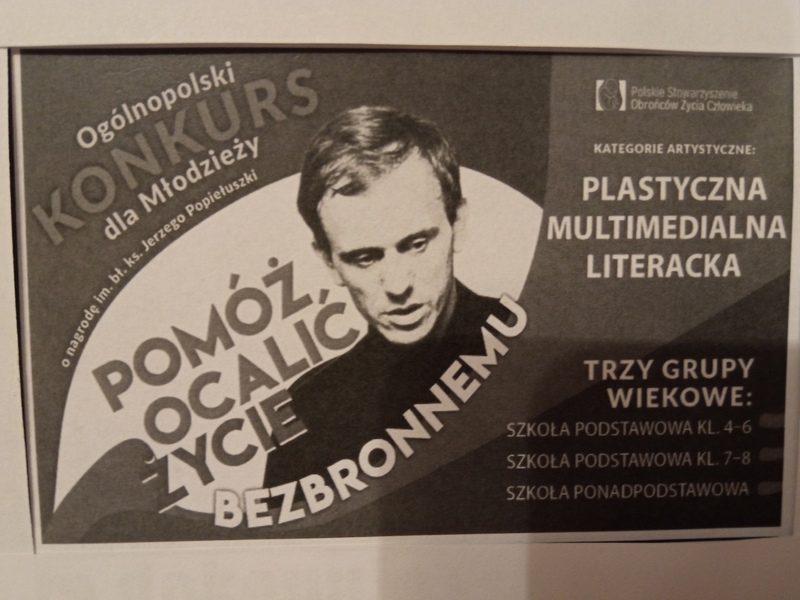 Ogólnopolski
KONKURS
dla Młodzieży
o nagrodę im. bł. ks. Jerzego Popiełuszki
POMÓŻ
OCALIĆ
ŻYCIE
BEZBRONNEMU
Polskie Stowarzyszenie
Obrońców Życia Człowieka
KATEGORIE ARTYSTYCZNE:
PLASTYCZNA
MULTIMEDIALNA
LITERACKA
TRZY GRUPY
WIEKOWE:
SZKOŁA PODSTAWOWA KL. 4–6
SZKOŁA PODSTAWOWA KL. 7–8
SZKOŁA PONADPODSTAWOWA